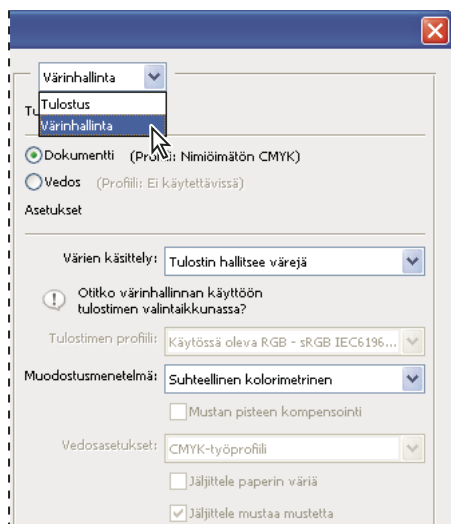 Värinhallinta
Tulostus
Tu
Värinhallinta
Dokumentti (Profiili: Nimiöimätön CMYK)
Vedos (Profiili: Ei käytettävissä)
Asetukset
Värien käsittely: Tulostin hallitsee värejä
Otitko värinhallinnan käyttöön
tulostimen valintaikkunassa?
Tulostimen profiili: Käytössä oleva RGB - sRGB IEC6196...
Muodostusmenetelmä: Suhteellinen kolorimetrinen
Mustan pisteen kompensointi
Vedosasetukset: CMYK-työprofiili
Jäljittele paperin väriä
Jäljittele mustaa mustetta